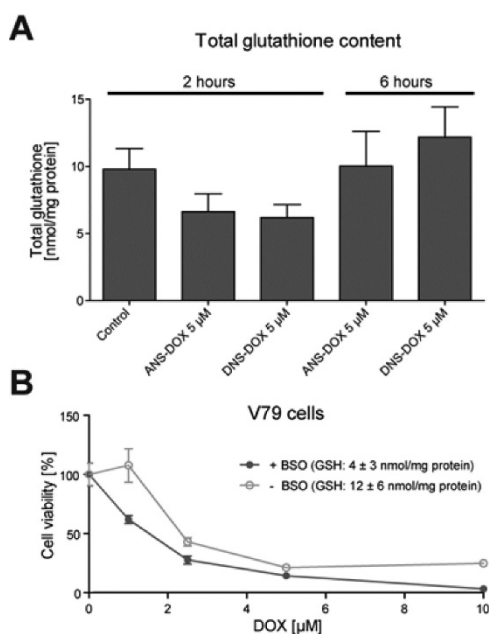 A
Total glutathione content
2 hours 6 hours
Total glutathione
[nmol/mg protein]
15
10
5
0
Control
ANS-DOX 5 µM
DNS-DOX 5 µM
ANS-DOX 5 µM
DNS-DOX 5 µM
B
V79 cells
Cell viability [%]
150
100
50
0
+ BSO (GSH: 4 ± 3 nmol/mg protein)
- BSO (GSH: 12 ± 6 nmol/mg protein)
0 2 4 6 8 10
DOX [µM]